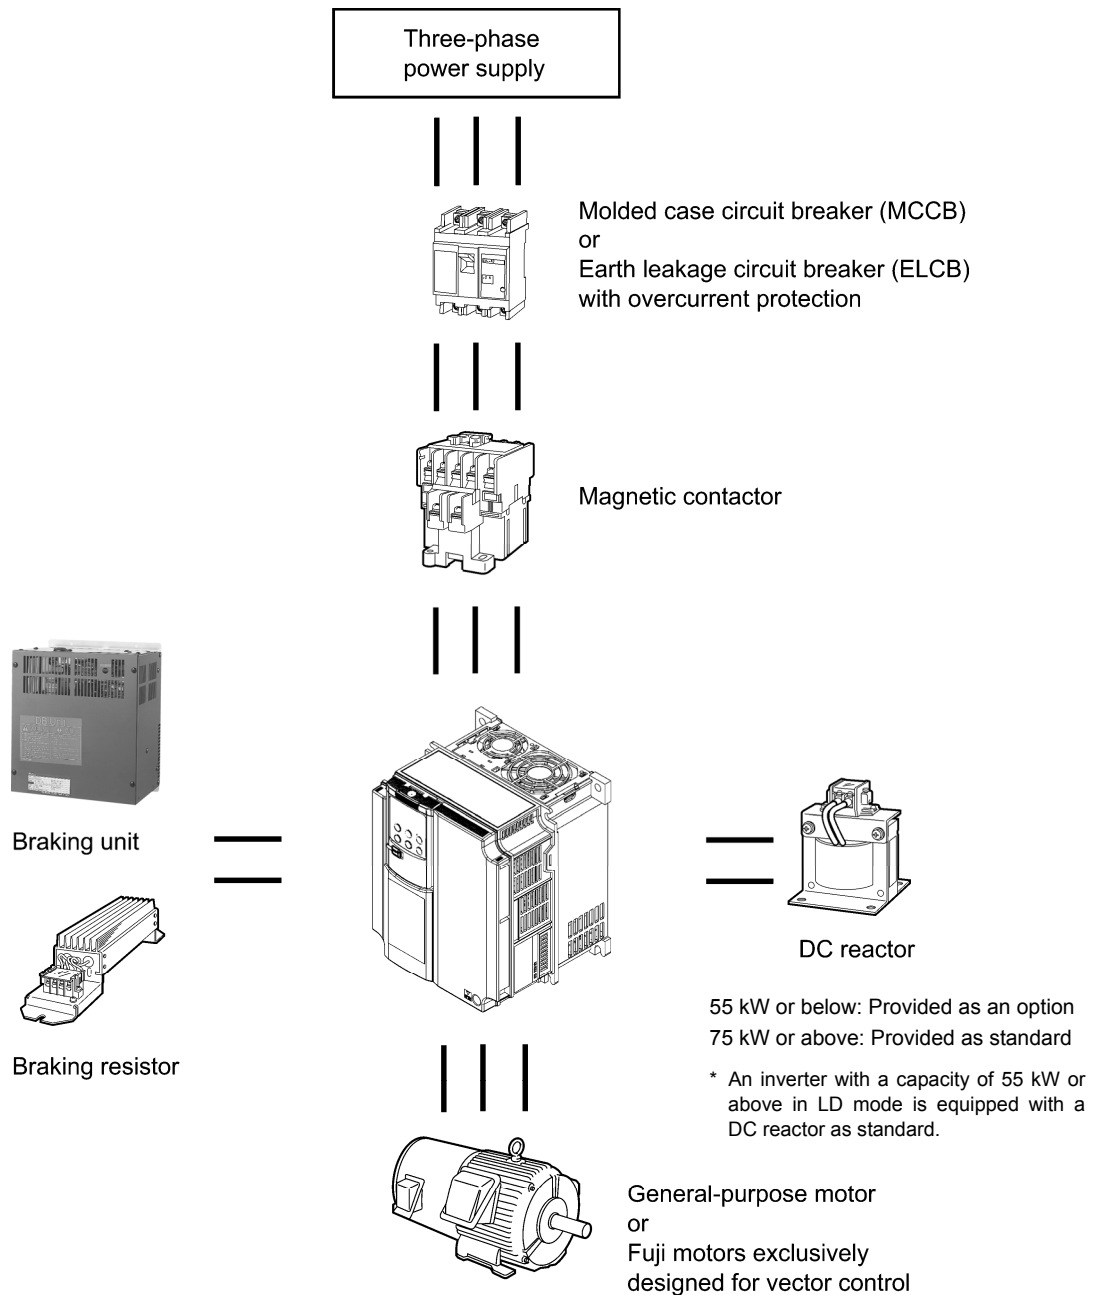 Three-phase
power supply
Molded case circuit breaker (MCCB)
or
Earth leakage circuit breaker (ELCB)
with overcurrent protection
Magnetic contactor
Braking unit
DC reactor
55 kW or below: Provided as an option
75 kW or above: Provided as standard
* An inverter with a capacity of 55 kW or
above in LD mode is equipped with a
DC reactor as standard.
Braking resistor
General-purpose motor
or
Fuji motors exclusively
designed for vector control